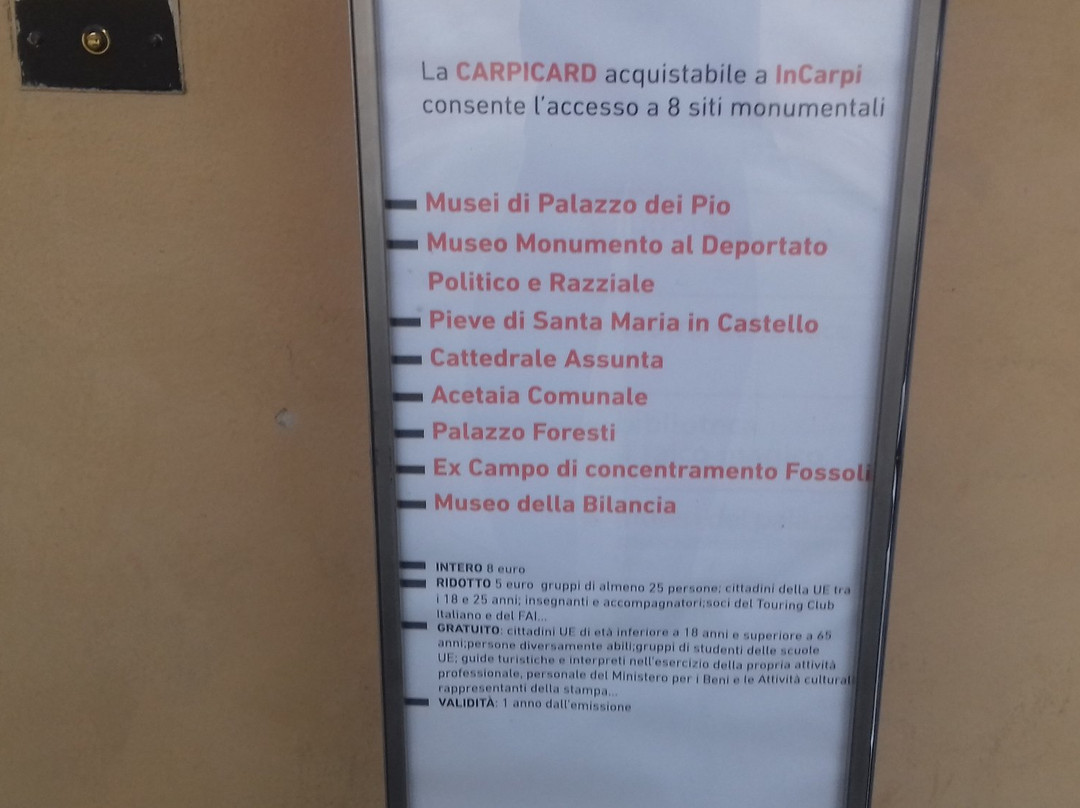 La CARPICARD acquistabile a InCarpi
consente l'accesso a 8 siti monumentali
Musei di Palazzo dei Pio
Museo Monumento al Deportato
Politico e Razziale
Pieve di Santa Maria in Castello
Cattedrale Assunta
Acetaia Comunale
Palazzo Foresti
Ex Campo di concentramento Fossoli
Museo della Bilancia
INTERO 8 euro
RIDOTTO 5 euro gruppi di almeno 25 persone; cittadini della UE tra
i 18 e 25 anni; insegnanti e accompagnatori;soci del Touring Club
Italiano e del FAI...
GRATUITO: cittadini UE di età inferiore a 18 anni e superiore a 65
anni;persone diversamente abili;gruppi di studenti delle scuole
UE; guide turistiche e interpreti nell'esercizio della propria attività
professionale, personale del Ministero per i Beni e le Attività culturali
rappresentanti della stampa...
VALIDITÀ: 1 anno dall'emissione